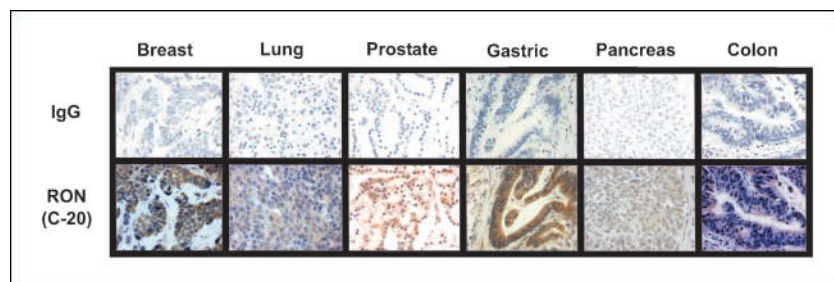 Breast Lung Prostate Gastric Pancreas Colon
IgG
RON
(C-20)